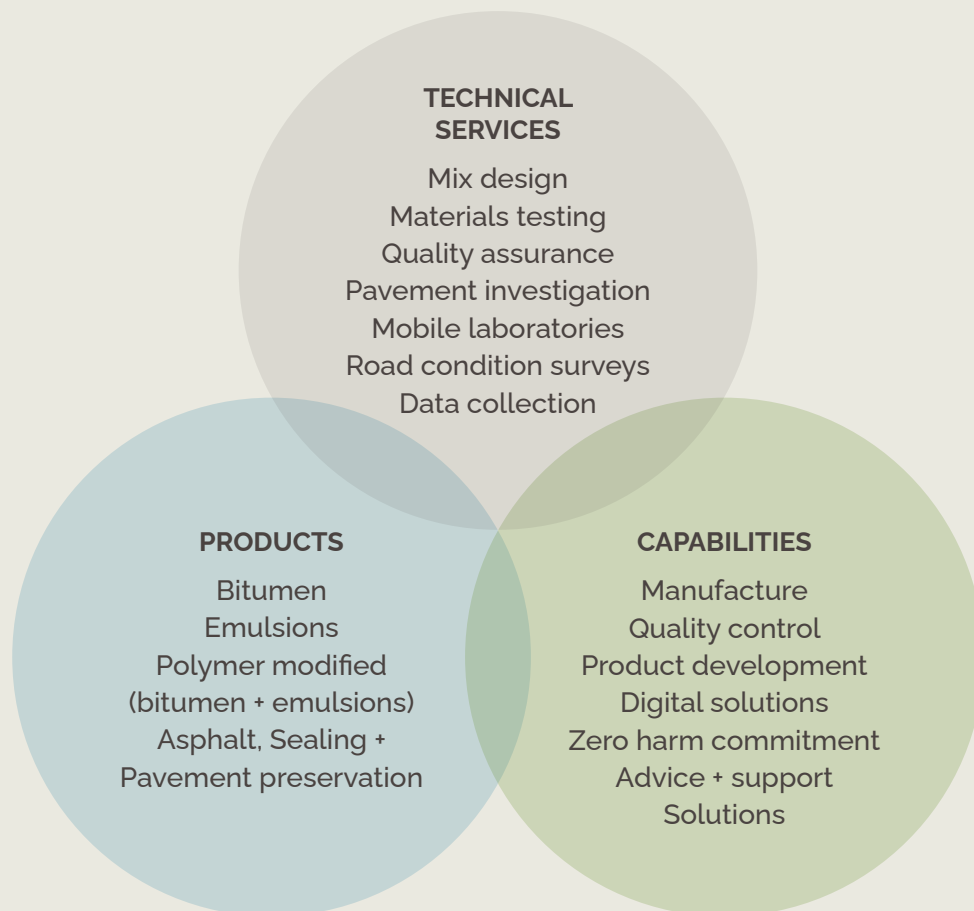 TECHNICAL
SERVICES
Mix design
Materials testing
Quality assurance
Pavement investigation
Mobile laboratories
Road condition surveys
Data collection
PRODUCTS
Bitumen
Emulsions
Polymer modified
(bitumen + emulsions)
Asphalt, Sealing +
Pavement preservation
CAPABILITIES
Manufacture
Quality control
Product development
Digital solutions
Zero harm commitment
Advice + support
Solutions